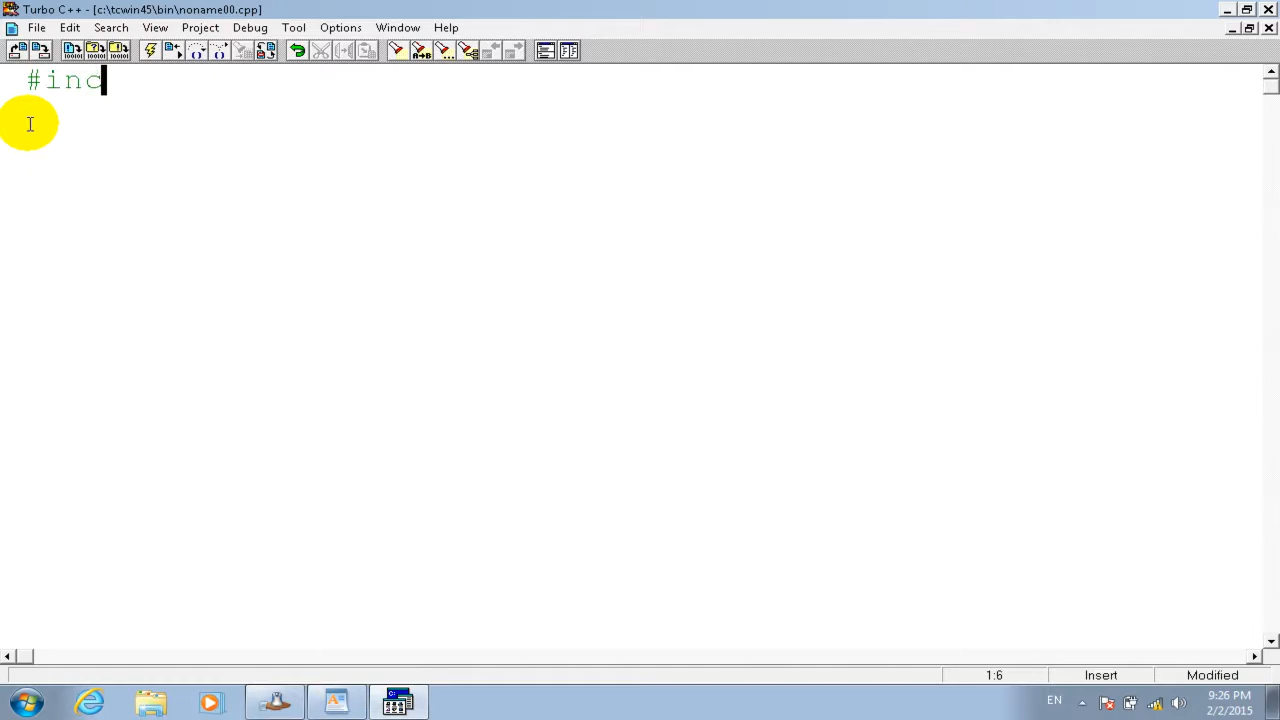 Turbo C++ - [c:\tcwin45\bin\noname00.cpp]
File Edit Search View Project Debug Tool Options Window Help
#inc
1:6 Insert Modified
EN
9:26 PM
2/2/2015